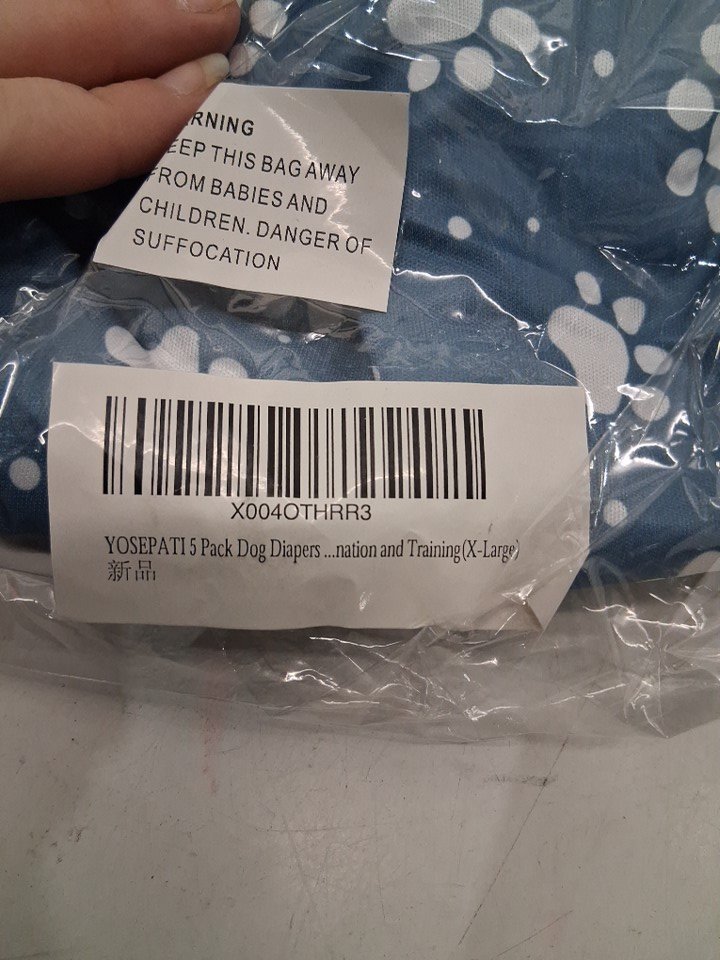 RNING
EEP THIS BAG AWAY
FROM BABIES AND
CHILDREN. DANGER OF
SUFFOCATION
X004OTHRR3
YOSEPATI 5 Pack Dog Diapers ...nation and Training(X-Large)
新品